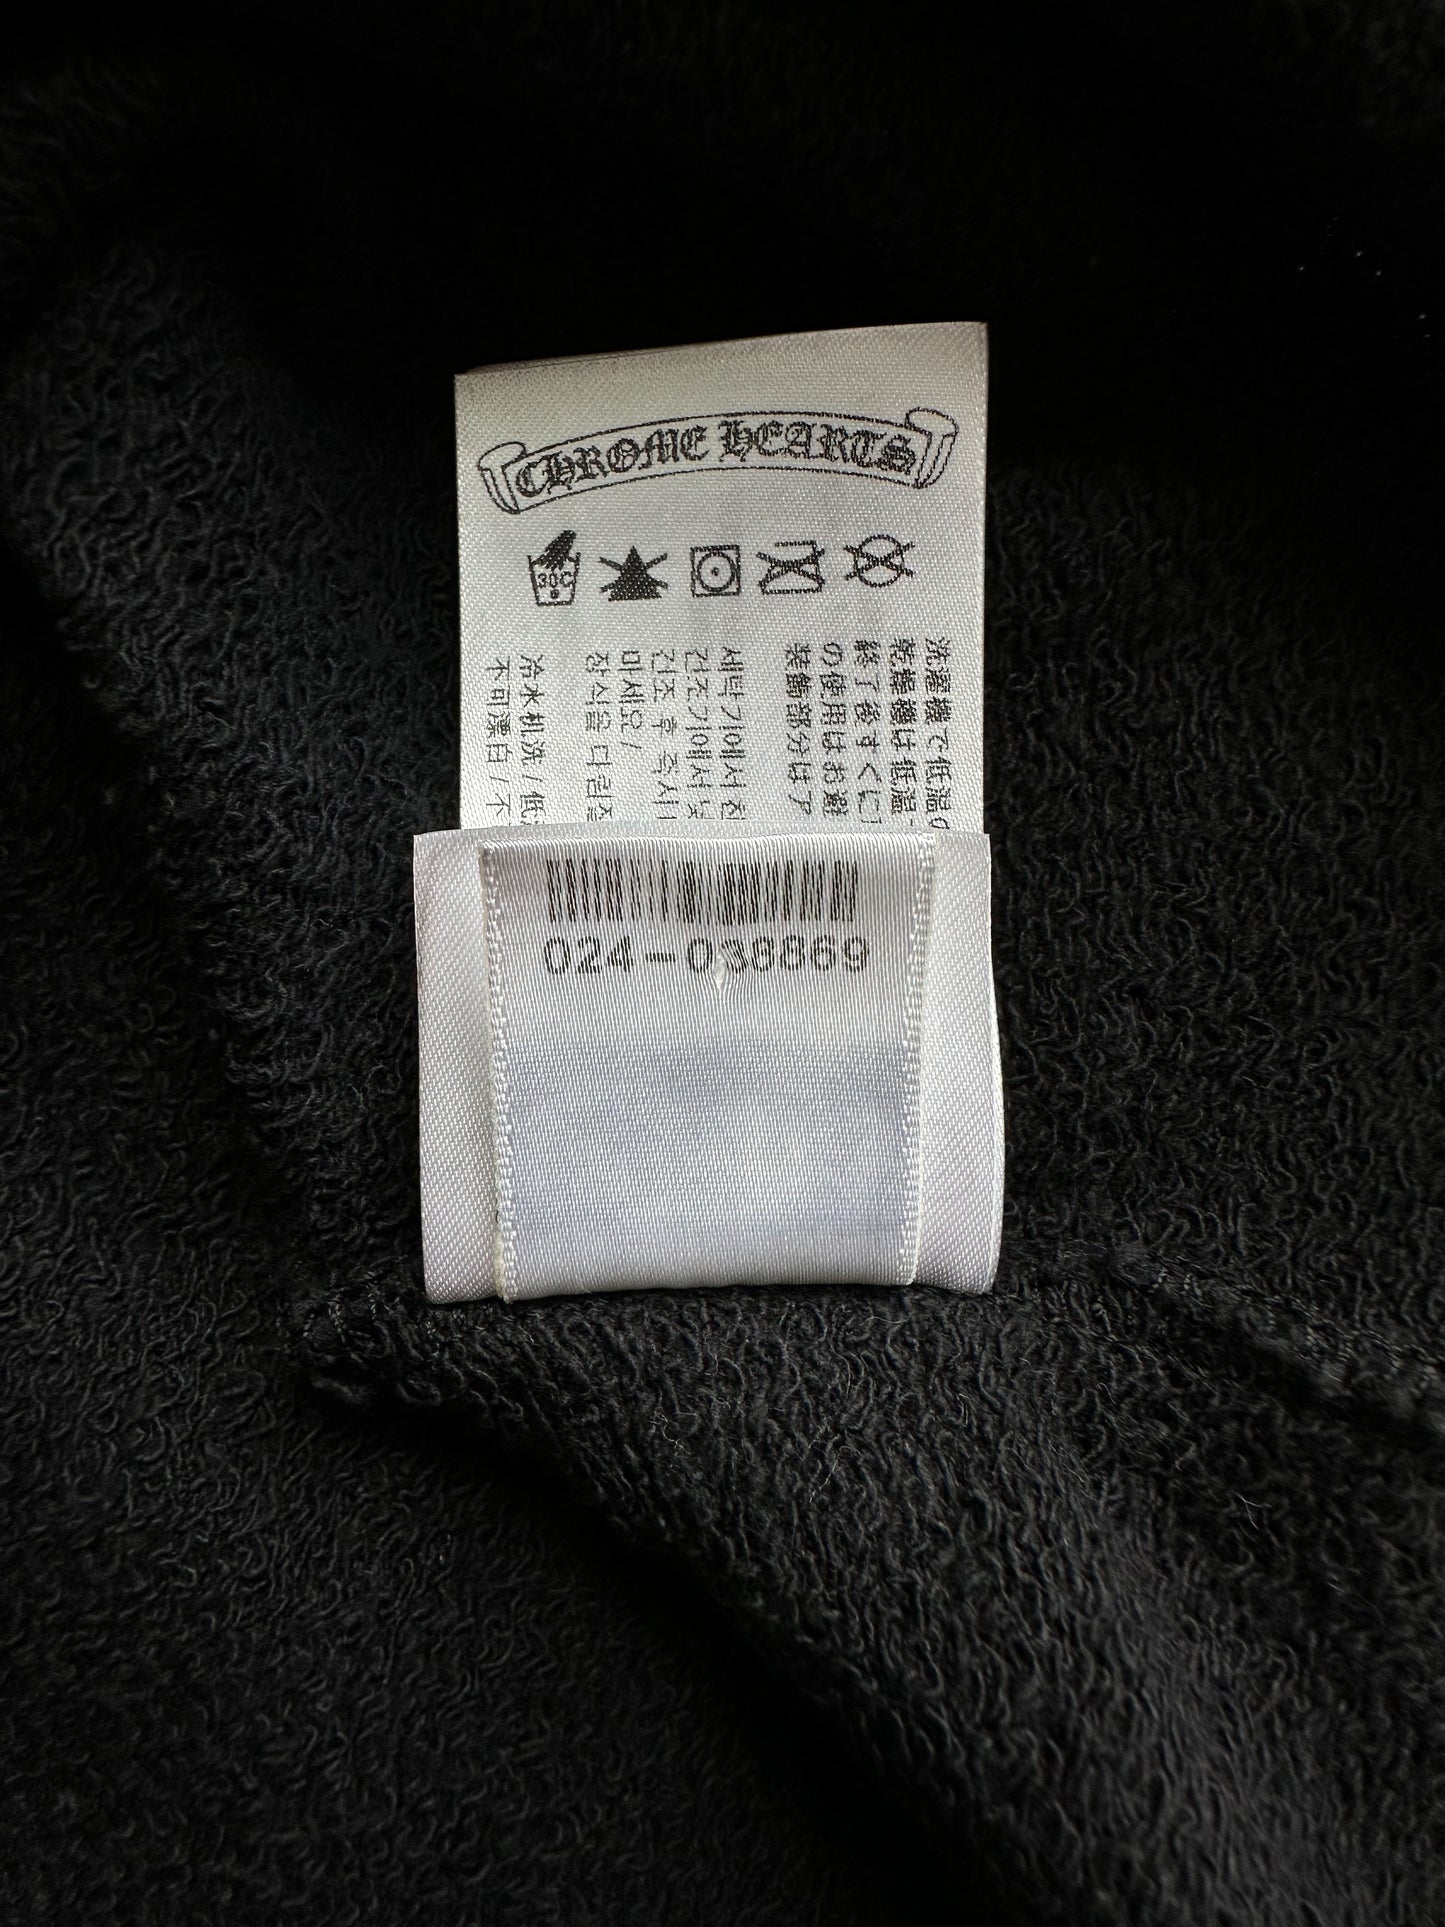 CHROME HEARTS
30C
洗濯機で低温の
乾燥機は低温
終了後すぐに
の使用はお避
装飾部分はア
세탁기에서 찬
건조기에서 낮
건조 후 즉시
마세요 /
장식을 다림질
冷水机洗 / 低
不可漂白 / 不